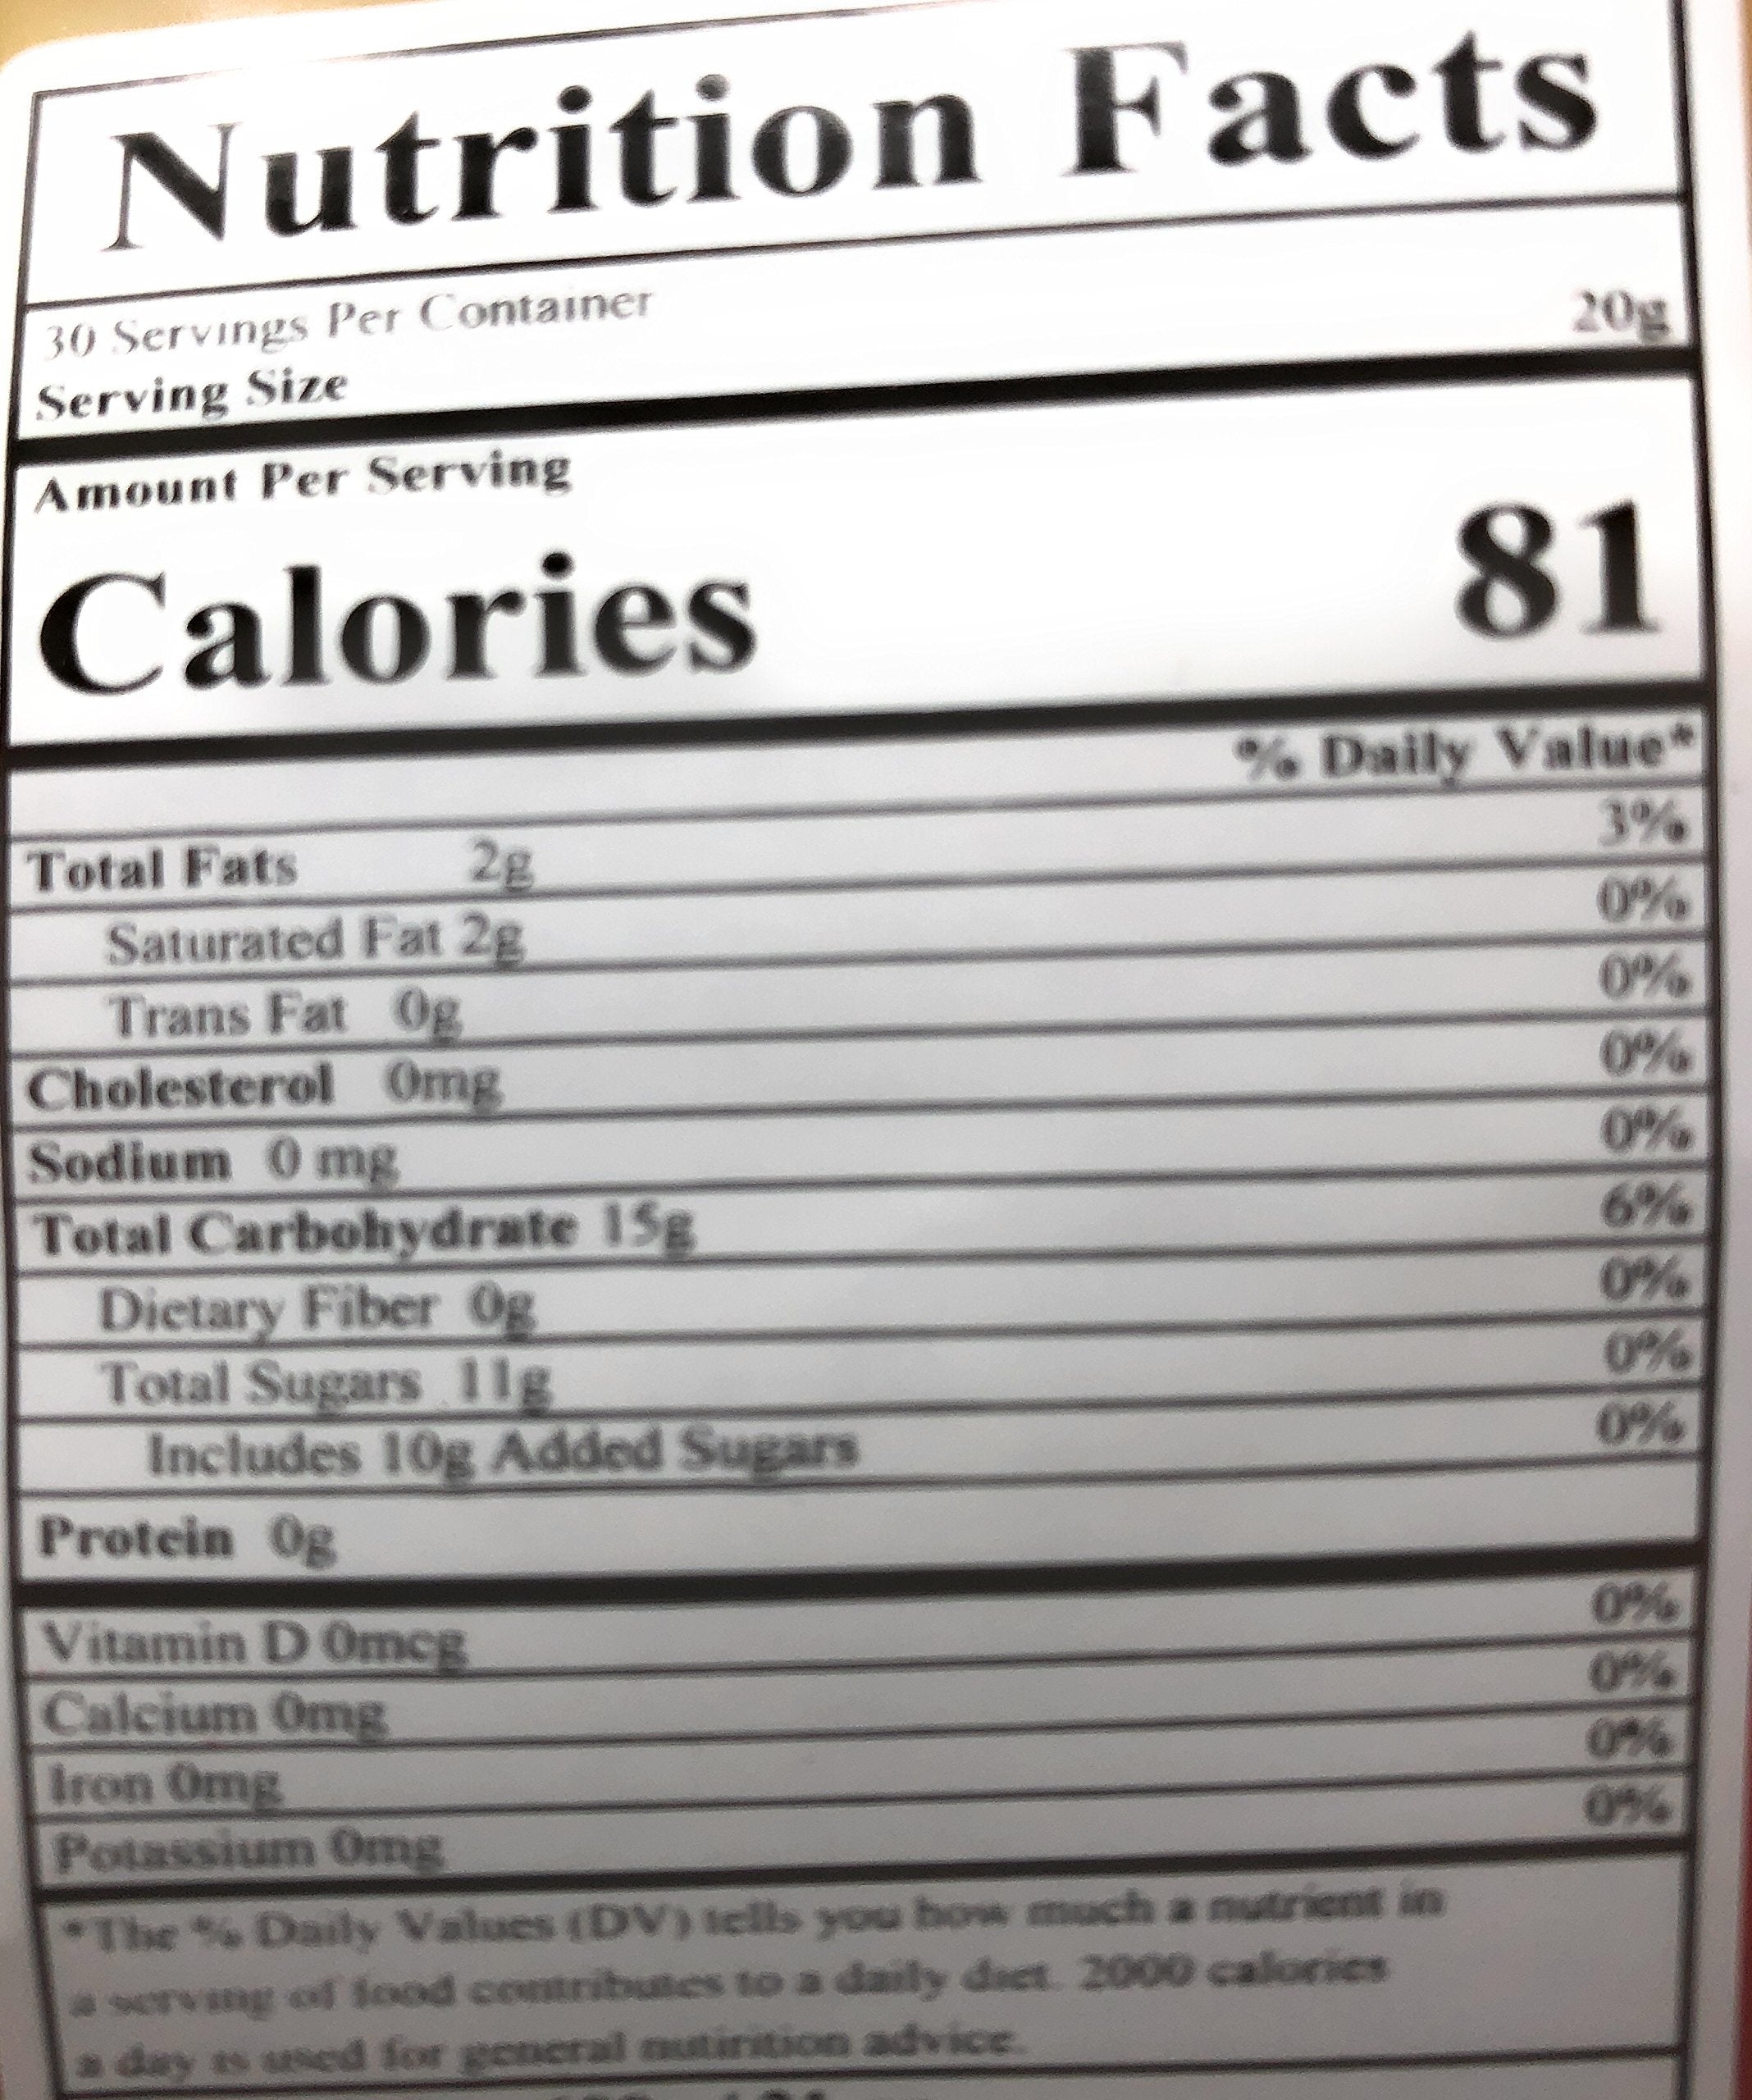 Nutrition Facts
30 Servings Per Container
Serving Size 20g
Amount Per Serving
Calories 81
% Daily Value*
Total Fats 2g 3%
Saturated Fat 2g 0%
Trans Fat 0g 0%
Cholesterol 0mg 0%
Sodium 0 mg 0%
Total Carbohydrate 15g 6%
Dietary Fiber 0g 0%
Total Sugars 11g 0%
Includes 10g Added Sugars 0%
Protein 0g
Vitamin D 0mcg 0%
Calcium 0mg 0%
Iron 0mg 0%
Potassium 0mg 0%
*The % Daily Values (DV) tells you how much a nutrient in
a serving of food contributes to a daily diet. 2000 calories
a day is used for general nutirition advice.